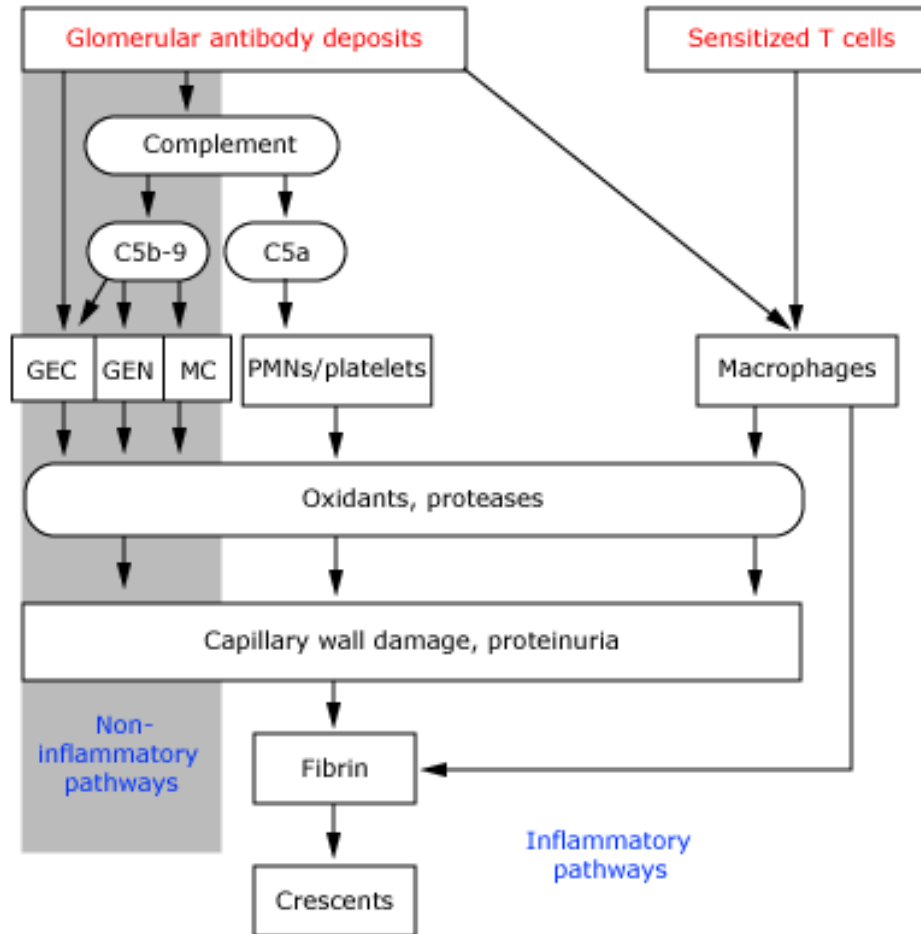 Glomerular antibody deposits
Sensitized T cells
Complement
C5b-9
C5a
GEC
GEN
MC
PMNs/platelets
Macrophages
Oxidants, proteases
Capillary wall damage, proteinuria
Non-
inflammatory
pathways
Fibrin
Inflammatory
pathways
Crescents